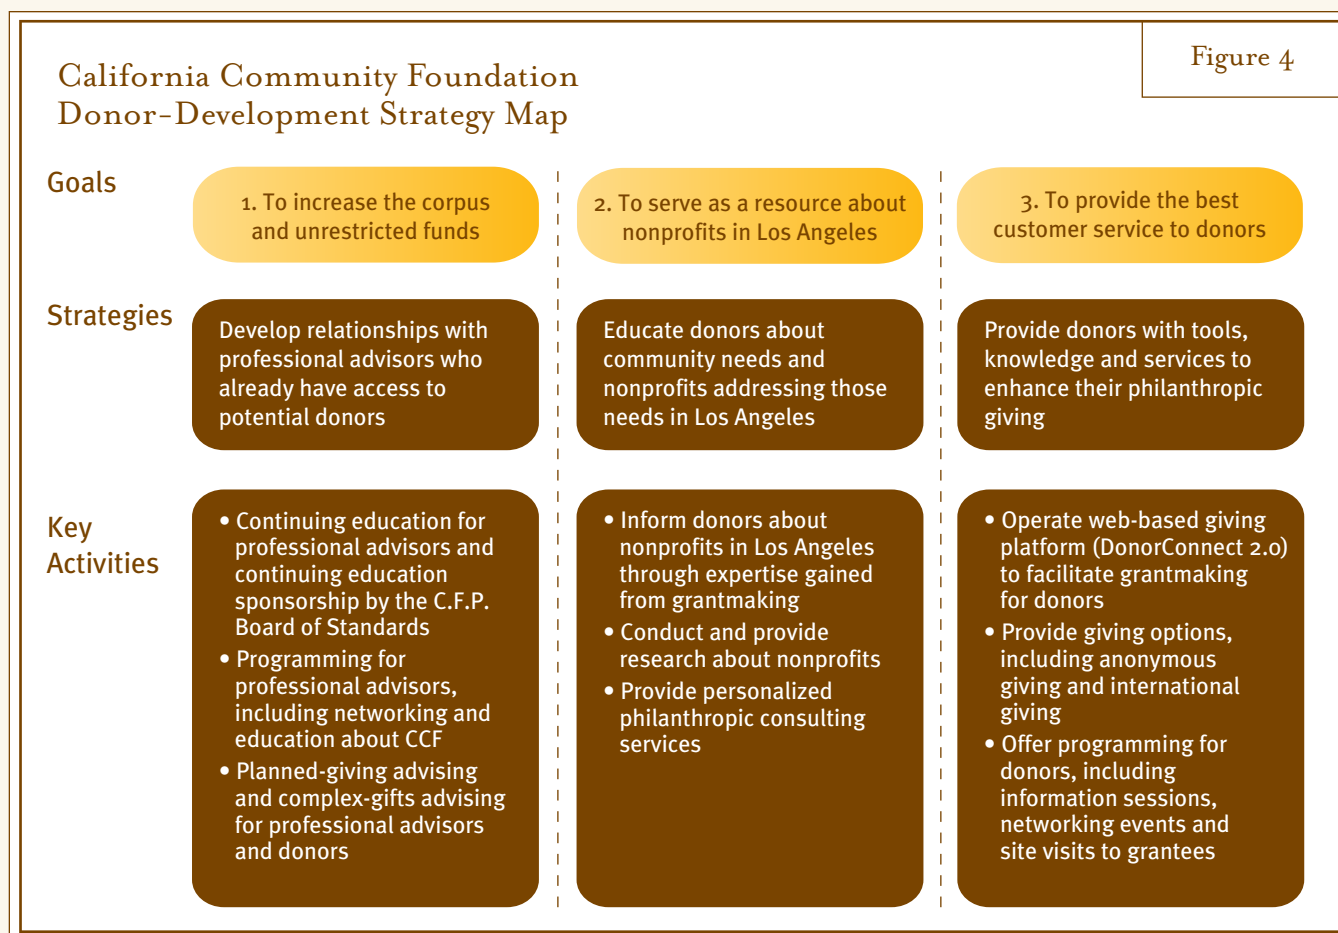 Figure 4
California Community Foundation
Donor-Development Strategy Map
Goals
1. To increase the corpus
and unrestricted funds
2. To serve as a resource about
nonprofits in Los Angeles
3. To provide the best
customer service to donors
Strategies
Develop relationships with
professional advisors who
already have access to
potential donors
Educate donors about
community needs and
nonprofits addressing those
needs in Los Angeles
Provide donors with tools,
knowledge and services to
enhance their philanthropic
giving
Key
Activities
• Continuing education for
professional advisors and
continuing education
sponsorship by the C.F.P.
Board of Standards
• Programming for
professional advisors,
including networking and
education about CCF
• Planned-giving advising
and complex-gifts advising
for professional advisors
and donors
• Inform donors about
nonprofits in Los Angeles
through expertise gained
from grantmaking
• Conduct and provide
research about nonprofits
• Provide personalized
philanthropic consulting
services
• Operate web-based giving
platform (DonorConnect 2.0)
to facilitate grantmaking
for donors
• Provide giving options,
including anonymous
giving and international
giving
• Offer programming for
donors, including
information sessions,
networking events and
site visits to grantees